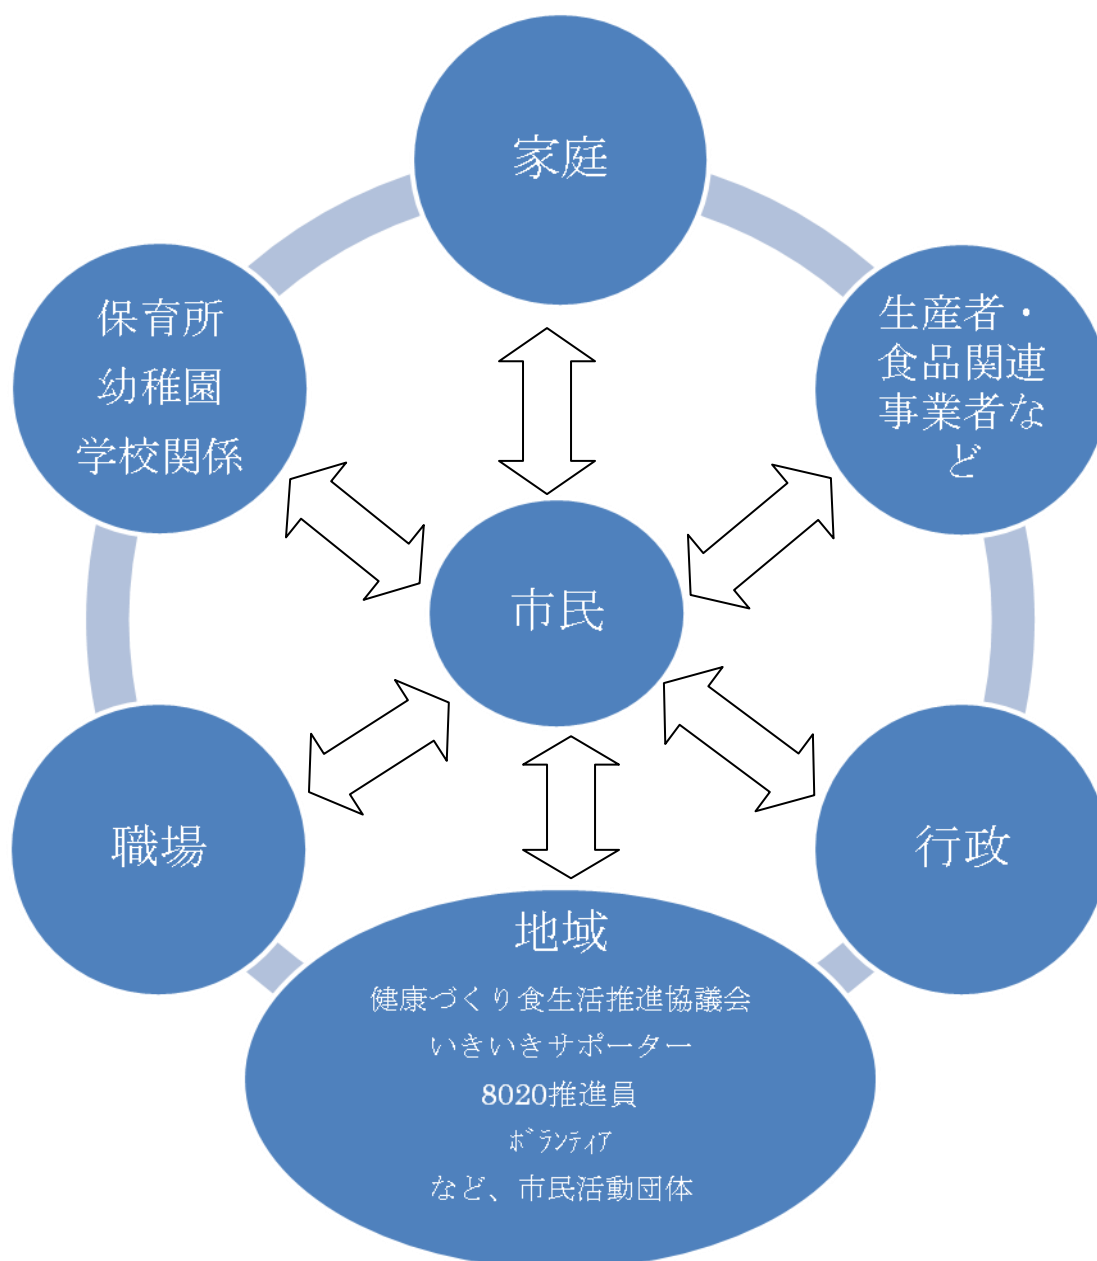 家庭
保育所
幼稚園
学校関係
生産者・
食品関連
事業者な
ど
市民
職場
行政
地域
健康づくり食生活推進協議会
いきいきサポーター
8020推進員
ﾎﾞﾗﾝﾃｨｱ
など、市民活動団体